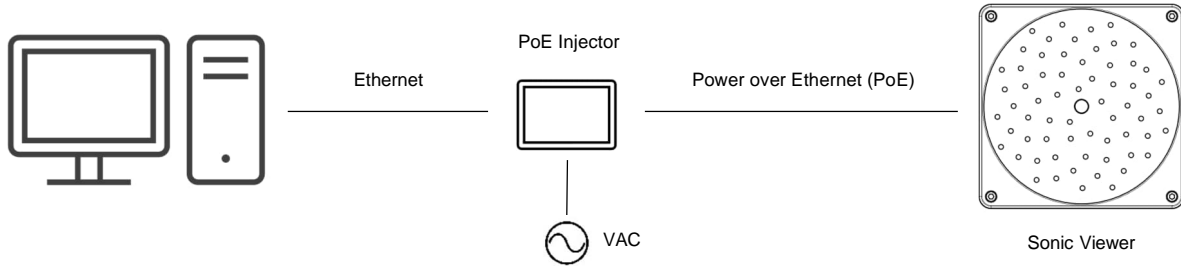 PoE Injector
Ethernet
Power over Ethernet (PoE)
VAC
Sonic Viewer